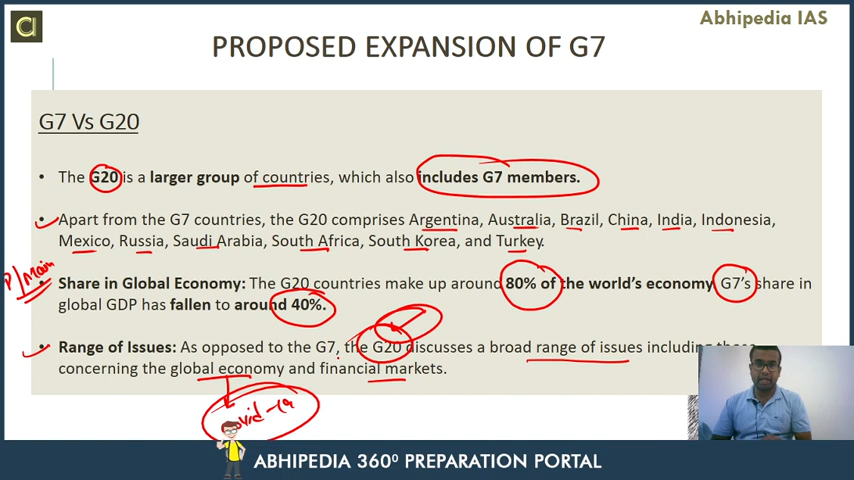 Abhipedia IAS
PROPOSED EXPANSION OF G7
G7 Vs G20
• The G20 is a larger group of countries, which also includes G7 members.
• Apart from the G7 countries, the G20 comprises Argentina, Australia, Brazil, China, India, Indonesia,
Mexico, Russia, Saudi Arabia, South Africa, South Korea, and Turkey.
P/Main
• Share in Global Economy: The G20 countries make up around 80% of the world's economy G7's share in
global GDP has fallen to around 40%.
• Range of Issues: As opposed to the G7, the G20 discusses a broad range of issues including
concerning the global economy and financial markets.
Covid-19
ABHIPEDIA 360⁰ PREPARATION PORTAL